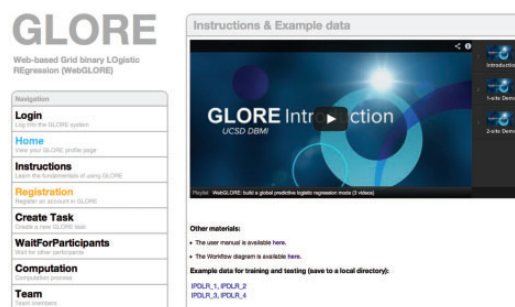 GLORE
Web-based Grid binary LOgistic
REgression (WebGLORE)
Navigation
Login
Log into the GLORE system
Home
View your GLORE profile page
Instructions
Learn the fundamentals of using GLORE
Registration
Register an account in GLORE
Create Task
Create a new GLORE task
WaitForParticipants
Wait for other participants
Computation
Computation process
Team
Team members
Instructions & Example data
GLORE Introduction
UCSD DBMI
Introductio
1-site Dem
2-site Dem
Playlist WebGLORE: build a global predictive logistic regression mode (3 videos)
Other materials:
• The user manual is available here.
• The Workflow diagram is available here.
Example data for training and testing (save to a local directory):
IPDLR_1, IPDLR_2
IPDLR_3, IPDLR_4